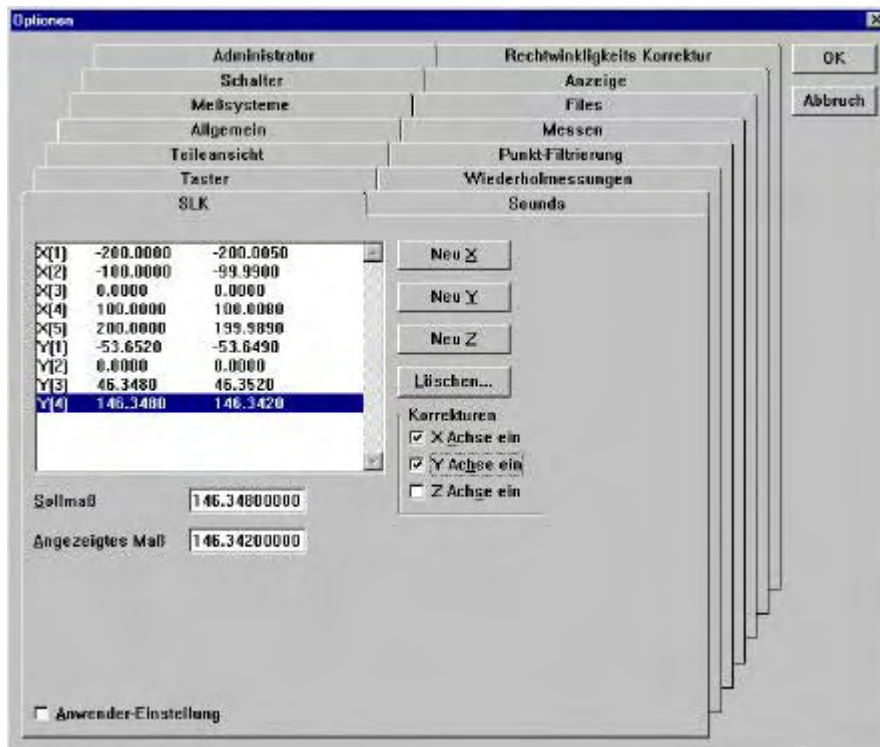 Optionen
Administrator
Rechtwinkligkeits Korrektur
OK
Schalter
Anzeige
Meßsysteme
Files
Abbruch
Allgemein
Messen
Teileansicht
Punkt-Filtrierung
Taster
Wiederholmessungen
SLK
Sounds
X[1] -200.0000 -200.0050
X[2] -100.0000 -99.9900
X[3] 0.0000 0.0000
X[4] 100.0000 100.0080
X[5] 200.0000 199.9890
Y[1] -53.6520 -53.6490
Y[2] 0.0000 0.0000
Y[3] 46.3480 46.3520
Y[4] 146.3480 146.3420
Neu X
Neu Y
Neu Z
Löschen...
Korrekturen
X Achse ein
Y Achse ein
Z Achse ein
Sollmaß 146.34800000
Angezeigtes Maß 146.34200000
Anwender-Einstellung